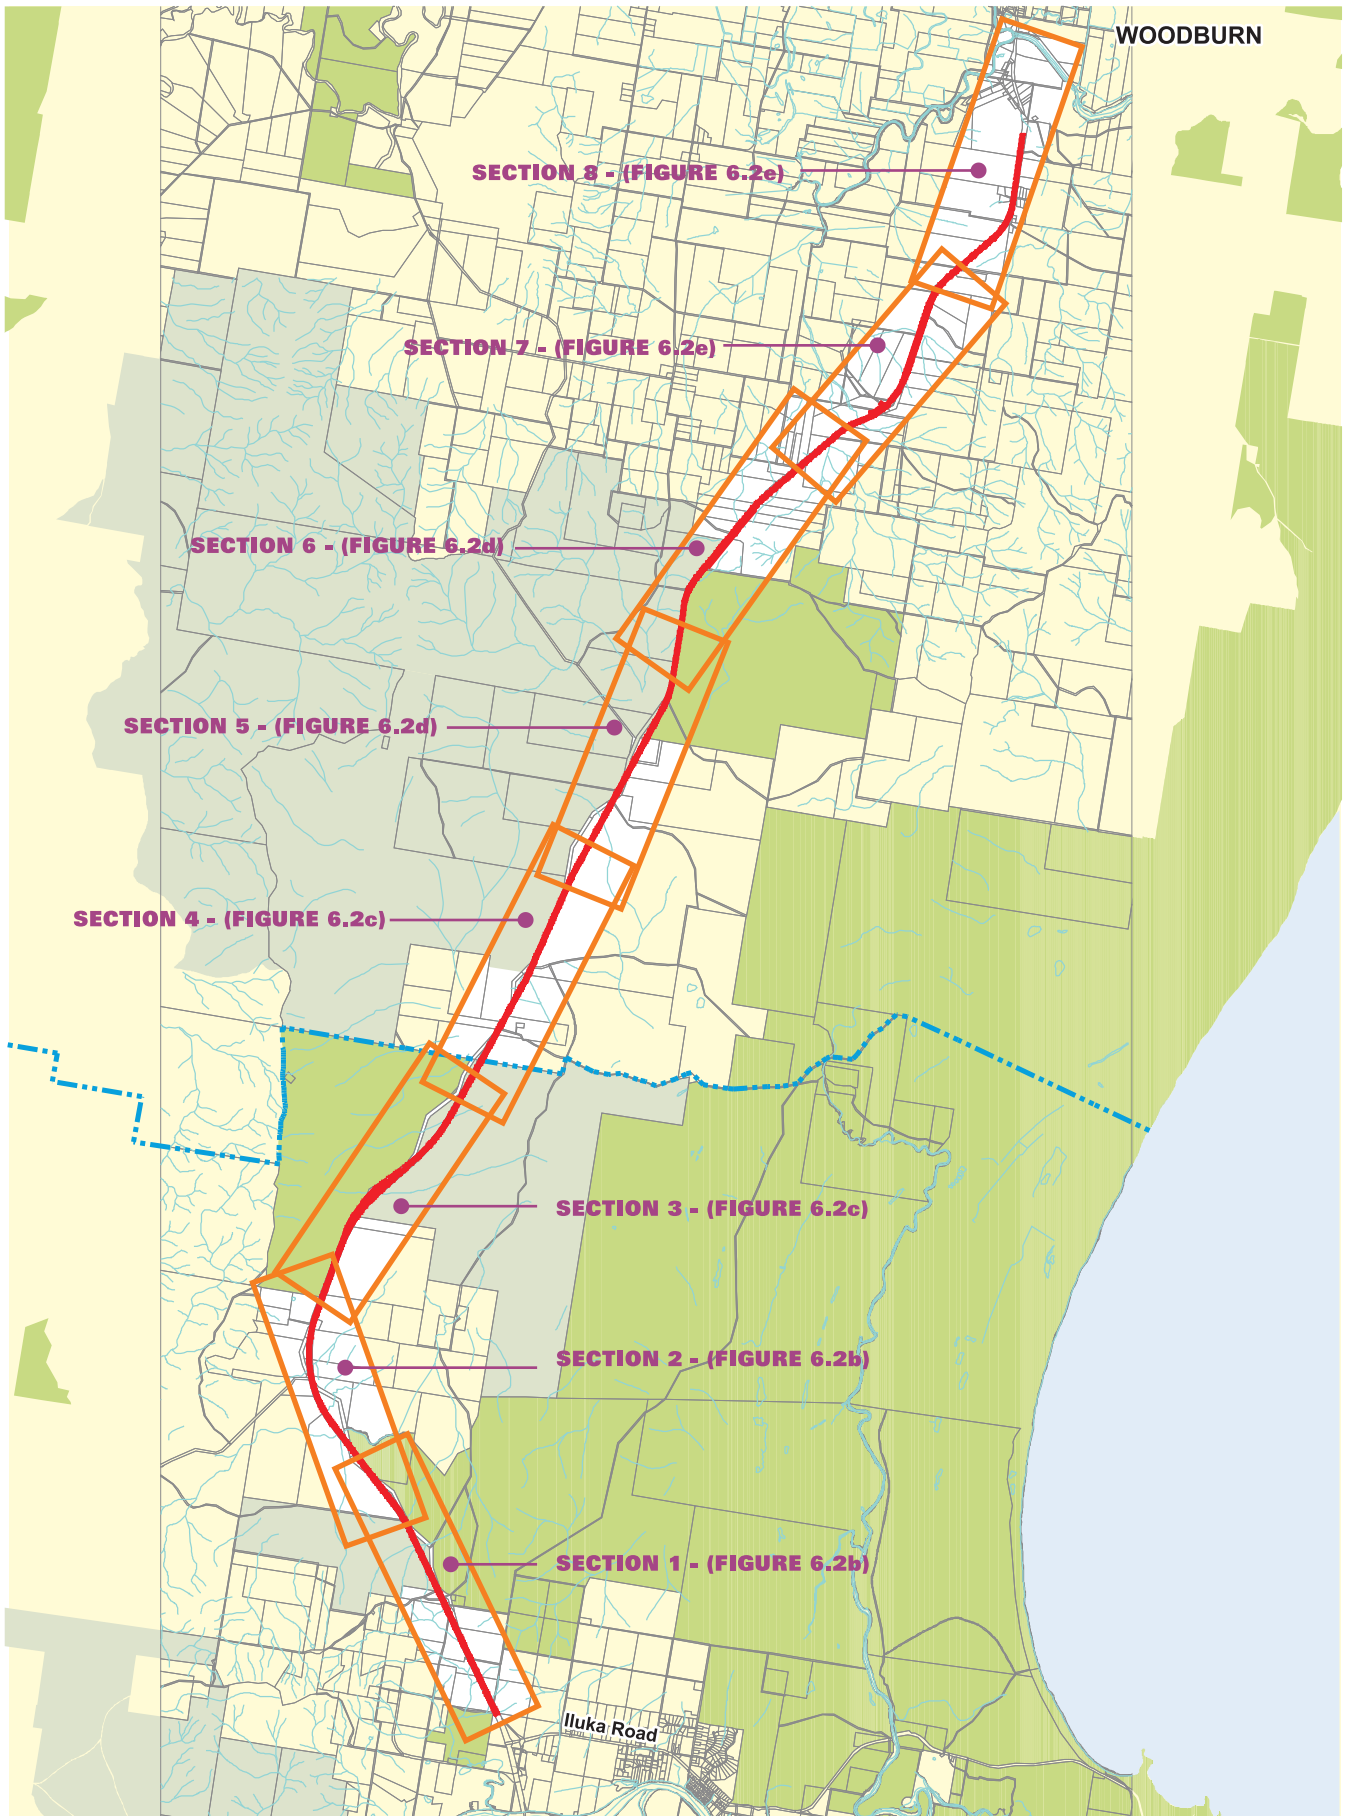 WOODBURN
SECTION 8 - (FIGURE 6.2e)
SECTION 7 - (FIGURE 6.2e)
SECTION 6 - (FIGURE 6.2d)
SECTION 5 - (FIGURE 6.2d)
SECTION 4 - (FIGURE 6.2c)
SECTION 3 - (FIGURE 6.2c)
SECTION 2 - (FIGURE 6.2b)
SECTION 1 - (FIGURE 6.2b)
Iluka Road